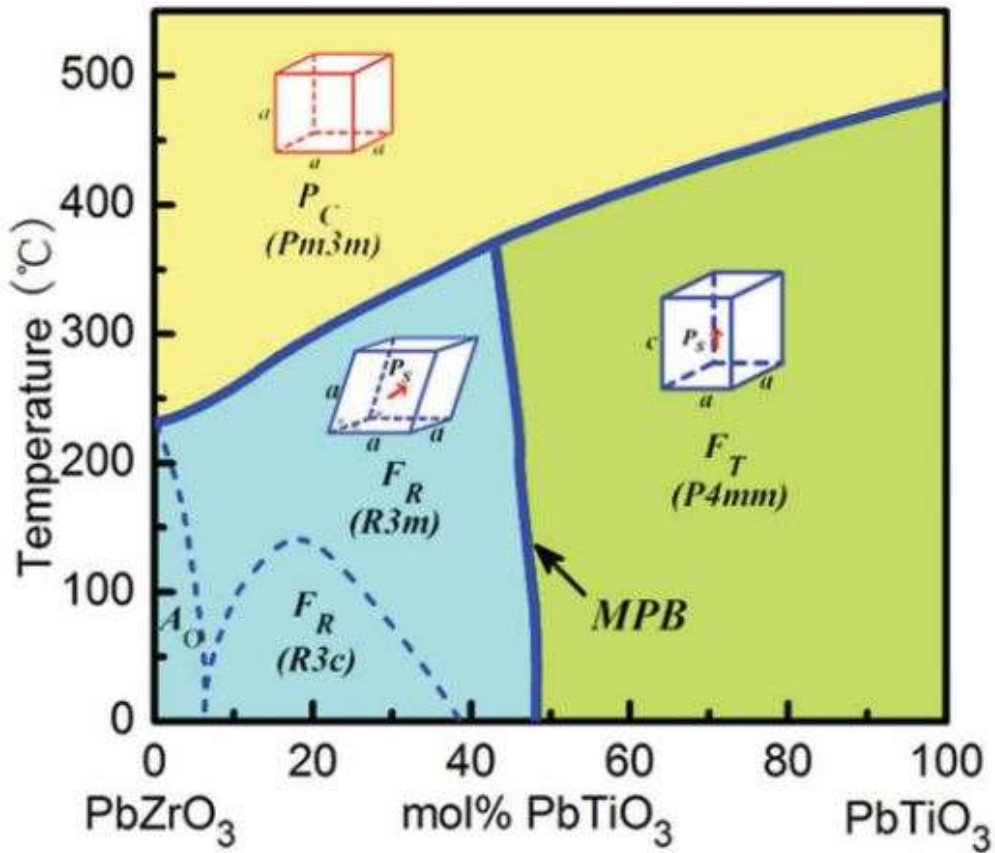 500
400
300
200
100
0
Temperature (℃)
a
a
a
P_C
(Pm3m)
P_S
a
a
a
F_R
(R3m)
P_S
c
a
a
F_T
(P4mm)
A_O
F_R
(R3c)
MPB
0 20 40 60 80 100
PbZrO₃ mol% PbTiO₃ PbTiO₃